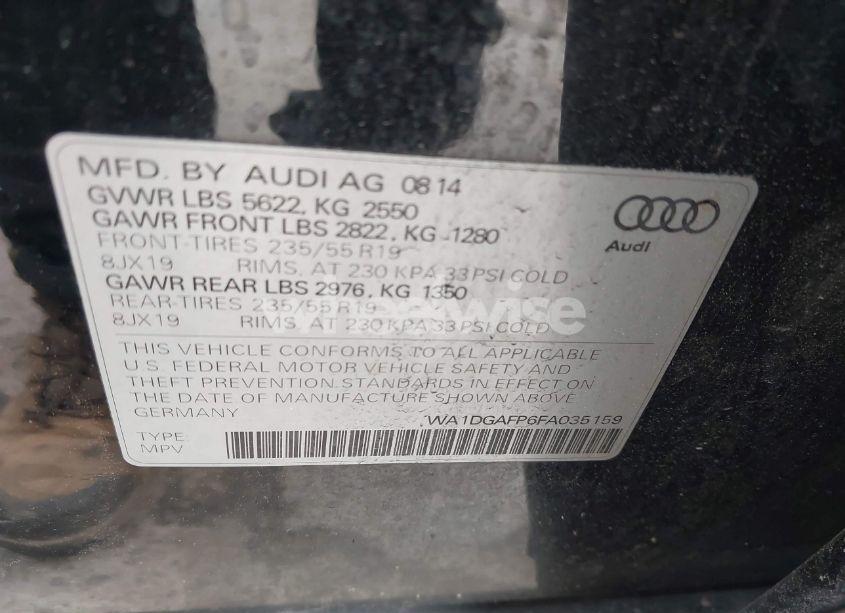 MFD. BY AUDI AG 08 14
GVWR LBS 5622, KG 2550
GAWR FRONT LBS 2822, KG 1280
FRONT-TIRES 235/55 R19
8JX19 RIMS, AT 230 KPA 33 PSI COLD
GAWR REAR LBS 2976, KG 1350
REAR-TIRES 235/55 R19
8JX19 RIMS, AT 230 KPA 33 PSI COLD
Audi
THIS VEHICLE CONFORMS TO ALL APPLICABLE
U.S. FEDERAL MOTOR VEHICLE SAFETY AND
THEFT PREVENTION STANDARDS IN EFFECT ON
THE DATE OF MANUFACTURE SHOWN ABOVE
GERMANY
WA1DGAFP6FA035159
TYPE:
MPV